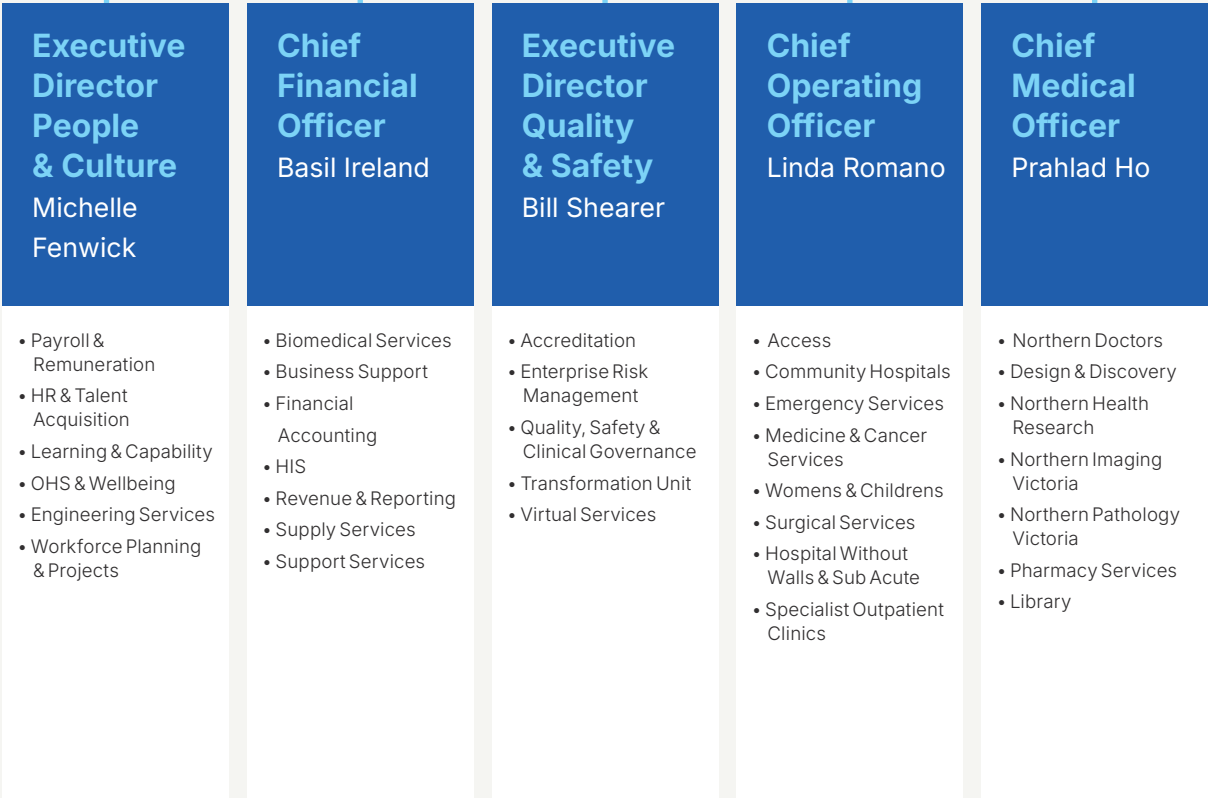 Executive
Director
People
& Culture
Michelle
Fenwick
• Payroll &
Remuneration
• HR & Talent
Acquisition
• Learning & Capability
• OHS & Wellbeing
• Engineering Services
• Workforce Planning
& Projects
Chief
Financial
Officer
Basil Ireland
• Biomedical Services
• Business Support
• Financial
Accounting
• HIS
• Revenue & Reporting
• Supply Services
• Support Services
Executive
Director
Quality
& Safety
Bill Shearer
• Accreditation
• Enterprise Risk
Management
• Quality, Safety &
Clinical Governance
• Transformation Unit
• Virtual Services
Chief
Operating
Officer
Linda Romano
• Access
• Community Hospitals
• Emergency Services
• Medicine & Cancer
Services
• Womens & Childrens
• Surgical Services
• Hospital Without
Walls & Sub Acute
• Specialist Outpatient
Clinics
Chief
Medical
Officer
Prahlad Ho
• Northern Doctors
• Design & Discovery
• Northern Health
Research
• Northern Imaging
Victoria
• Northern Pathology
Victoria
• Pharmacy Services
• Library